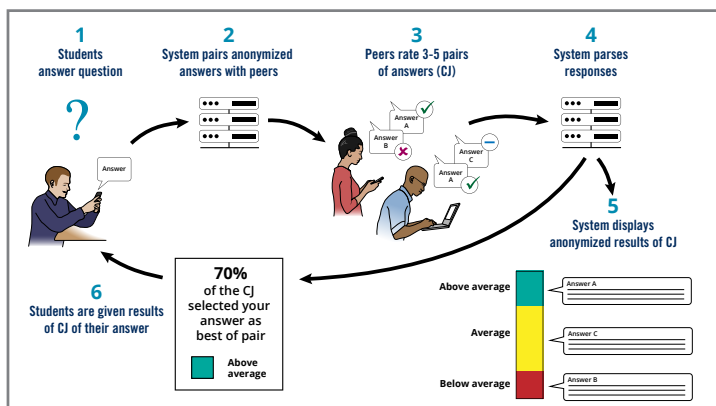 1
Students
answer question
2
System pairs anonymized
answers with peers
3
Peers rate 3-5 pairs
of answers (CJ)
4
System parses
responses
?
Answer
Answer
A
Answer
B
Answer
C
Answer
A
5
System displays
anonymized results of CJ
6
Students are given results
of CJ of their answer
70%
of the CJ
selected your
answer as
best of pair
Above
average
Above average
Answer A
Average
Answer C
Below average
Answer B